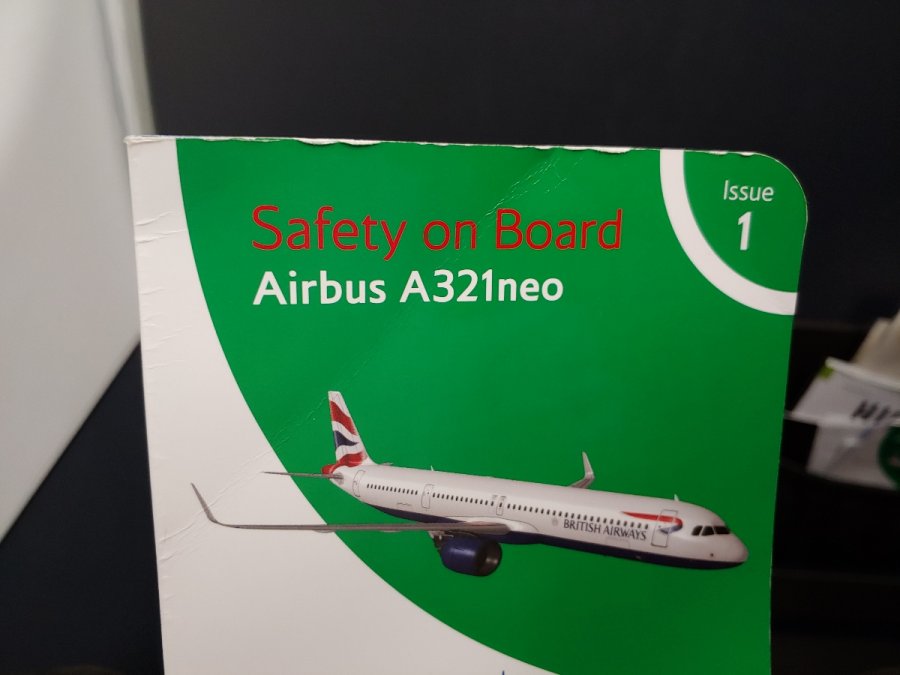 Issue
1
Safety on Board
Airbus A321neo
BRITISH AIRWAYS